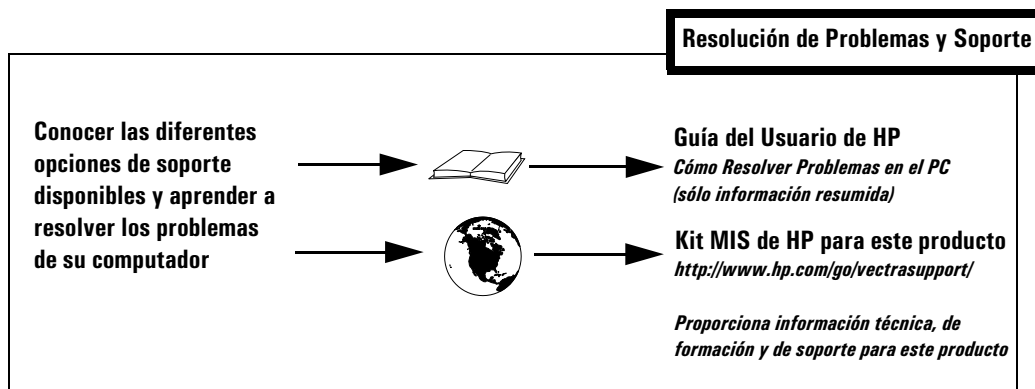 Resolución de Problemas y Soporte
Conocer las diferentes
opciones de soporte
disponibles y aprender a
resolver los problemas
de su computador
Guía del Usuario de HP
Cómo Resolver Problemas en el PC
(sólo información resumida)
Kit MIS de HP para este producto
http://www.hp.com/go/vectrasupport/
Proporciona información técnica, de
formación y de soporte para este producto